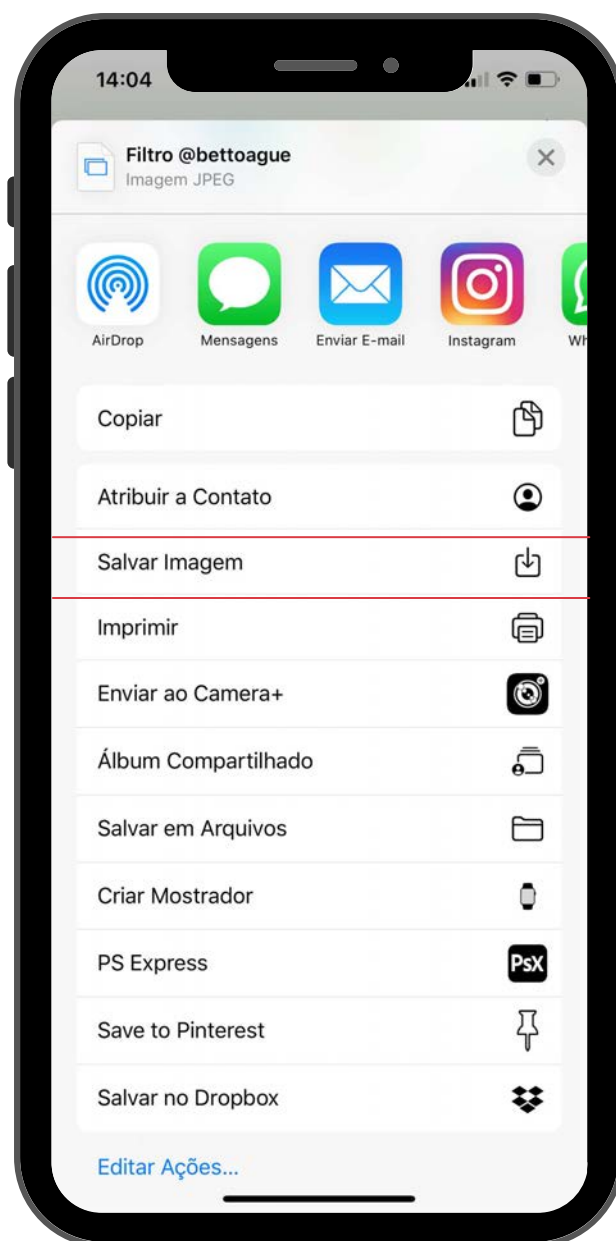 14:04
Filtro @bettoague
Imagem JPEG
AirDrop Mensagens Enviar E-mail Instagram
Copiar
Atribuir a Contato
Salvar Imagem
Imprimir
Enviar ao Camera+
Álbum Compartilhado
Salvar em Arquivos
Criar Mostrador
PS Express PsX
Save to Pinterest
Salvar no Dropbox
Editar Ações...